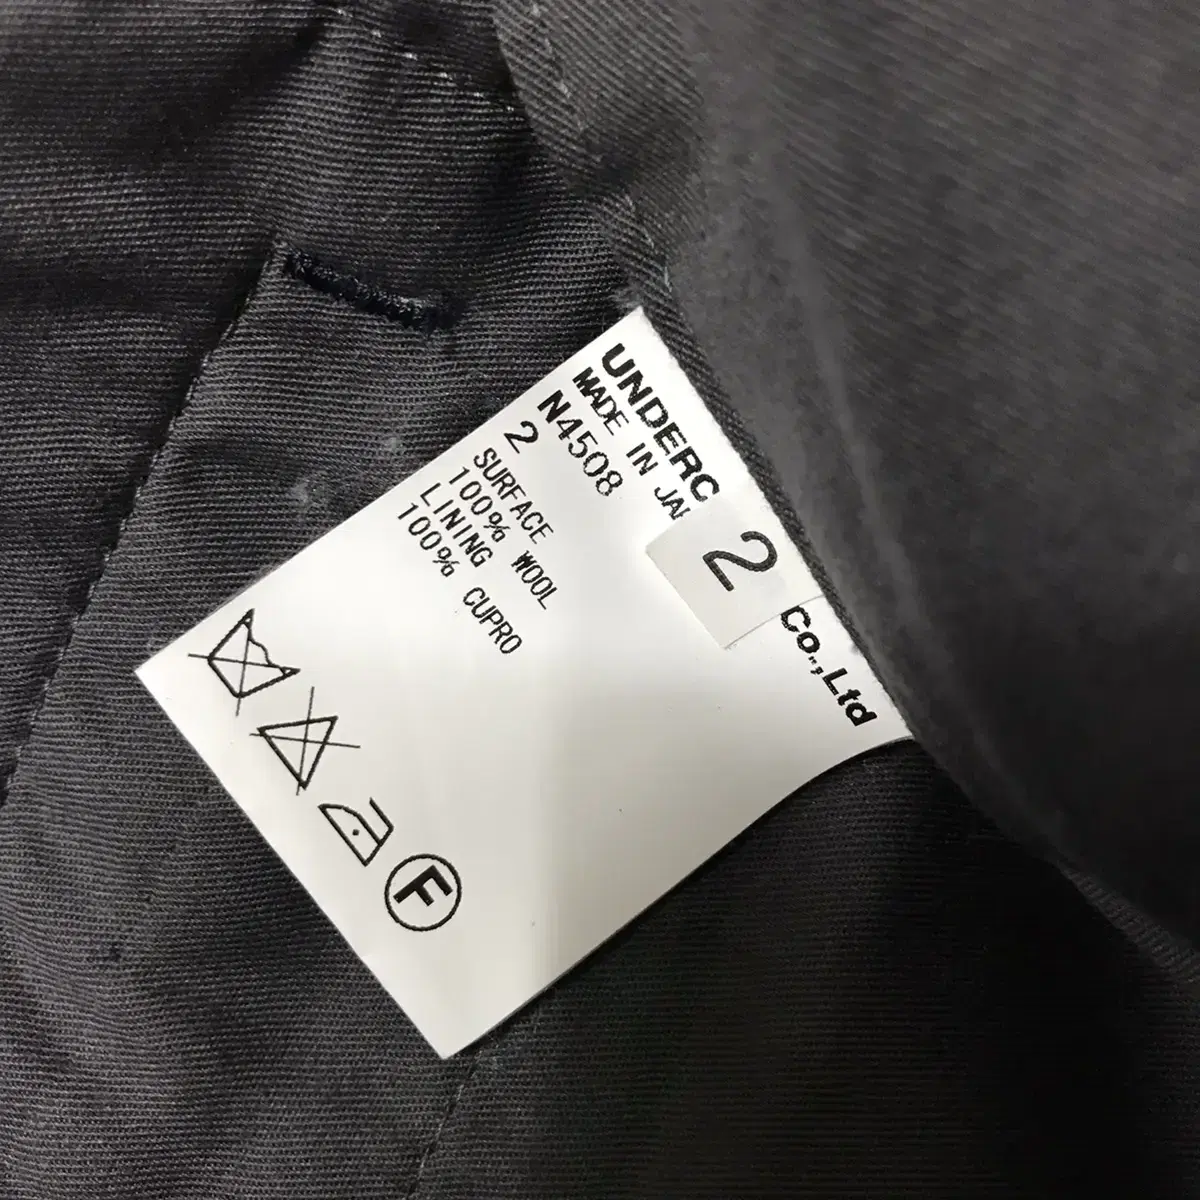 UNDERC Co.,Ltd
MADE IN JA
2
N4508
2
SURFACE
100% WOOL
LINING
100% CUPRO
F